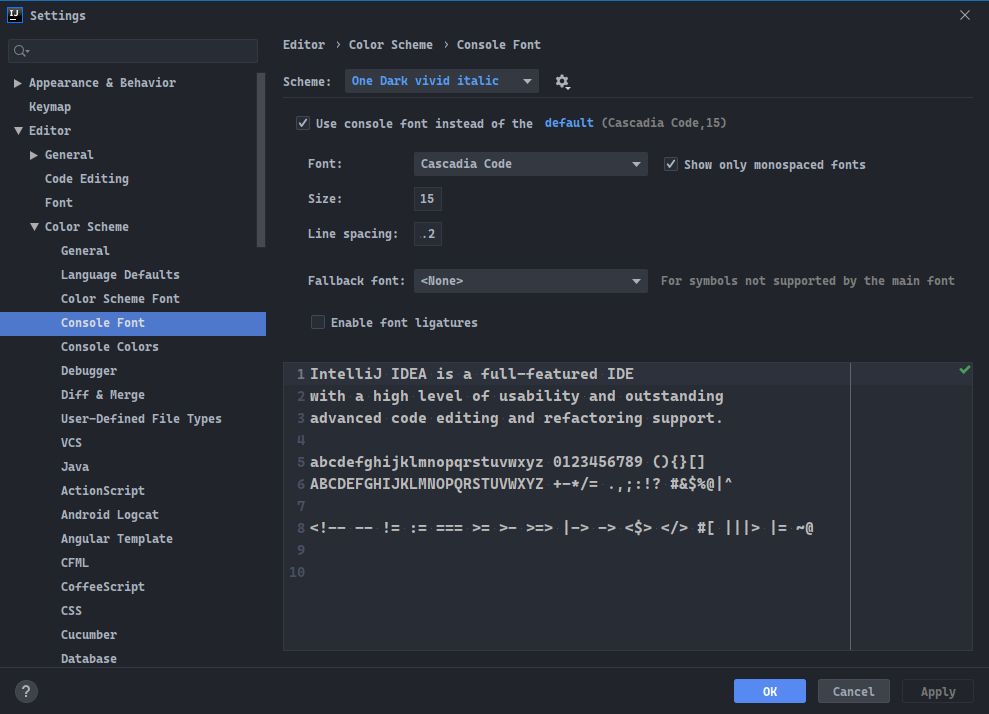 IJ Settings
Editor › Color Scheme › Console Font
Scheme: One Dark vivid italic
Appearance & Behavior
Keymap
Editor
General
Code Editing
Font
Color Scheme
General
Language Defaults
Color Scheme Font
Console Font
Console Colors
Debugger
Diff & Merge
User-Defined File Types
VCS
Java
ActionScript
Android Logcat
Angular Template
CFML
CoffeeScript
CSS
Cucumber
Database
Use console font instead of the default (Cascadia Code,15)
Font: Cascadia Code Show only monospaced fonts
Size: 15
Line spacing: .2
Fallback font: <None> For symbols not supported by the main font
Enable font ligatures
1 IntelliJ IDEA is a full-featured IDE
2 with a high level of usability and outstanding
3 advanced code editing and refactoring support.
4
5 abcdefghijklmnopqrstuvwxyz 0123456789 (){}[]
6 ABCDEFGHIJKLMNOPQRSTUVWXYZ +-*/= .,;:!? #&$%@|^
7
8 <!-- -- != := === >= >- >=> |-> -> <$> </> #[ |||> |= ~@
9
10
? OK Cancel Apply